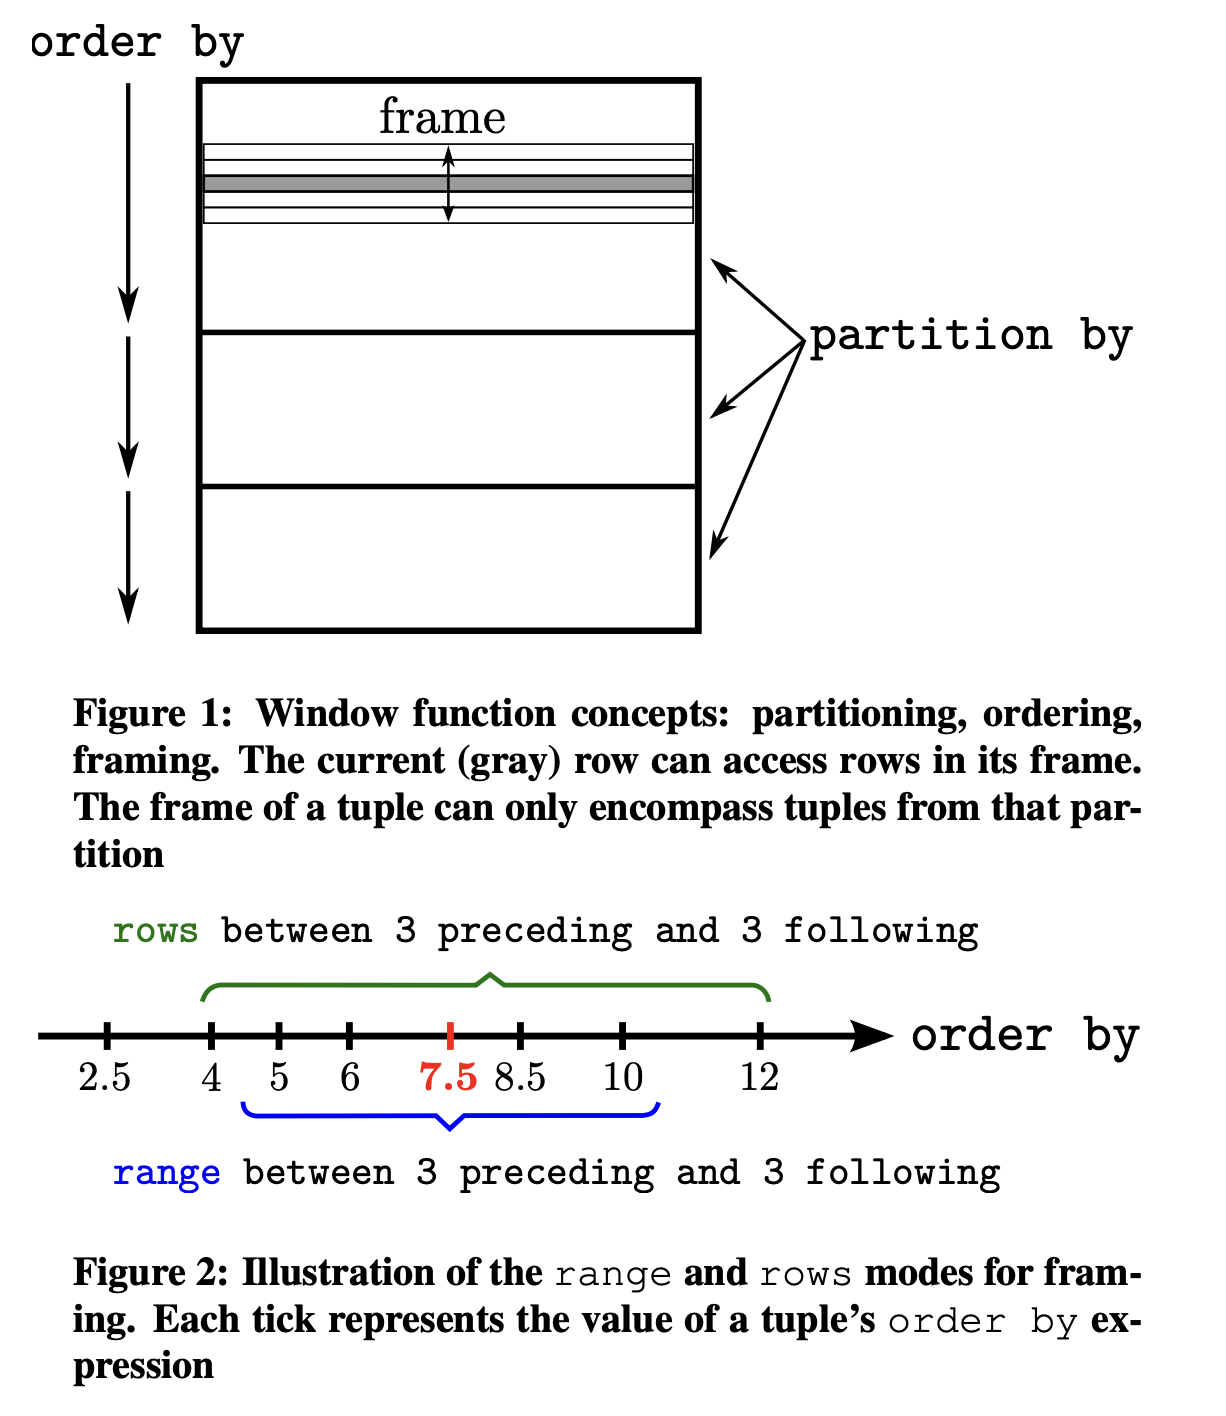 order by
frame
partition by
Figure 1: Window function concepts: partitioning, ordering,
framing. The current (gray) row can access rows in its frame.
The frame of a tuple can only encompass tuples from that par-
tition
rows between 3 preceding and 3 following
order by
2.5 4 5 6 7.5 8.5 10 12
range between 3 preceding and 3 following
Figure 2: Illustration of the range and rows modes for fram-
ing. Each tick represents the value of a tuple's order by ex-
pression